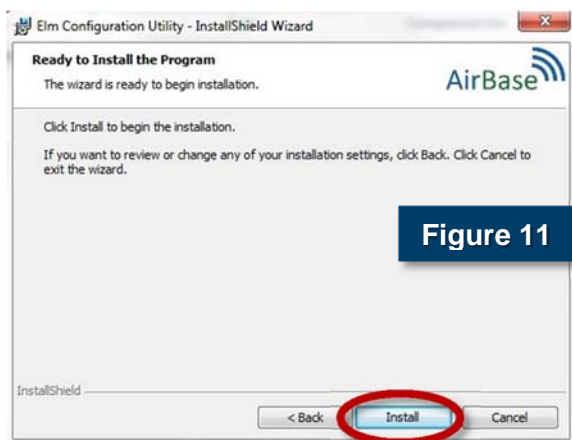 Elm Configuration Utility - InstallShield Wizard
Ready to Install the Program
The wizard is ready to begin installation.
AirBase
Click Install to begin the installation.
If you want to review or change any of your installation settings, click Back. Click Cancel to
exit the wizard.
Figure 11
InstallShield
< Back
Install
Cancel